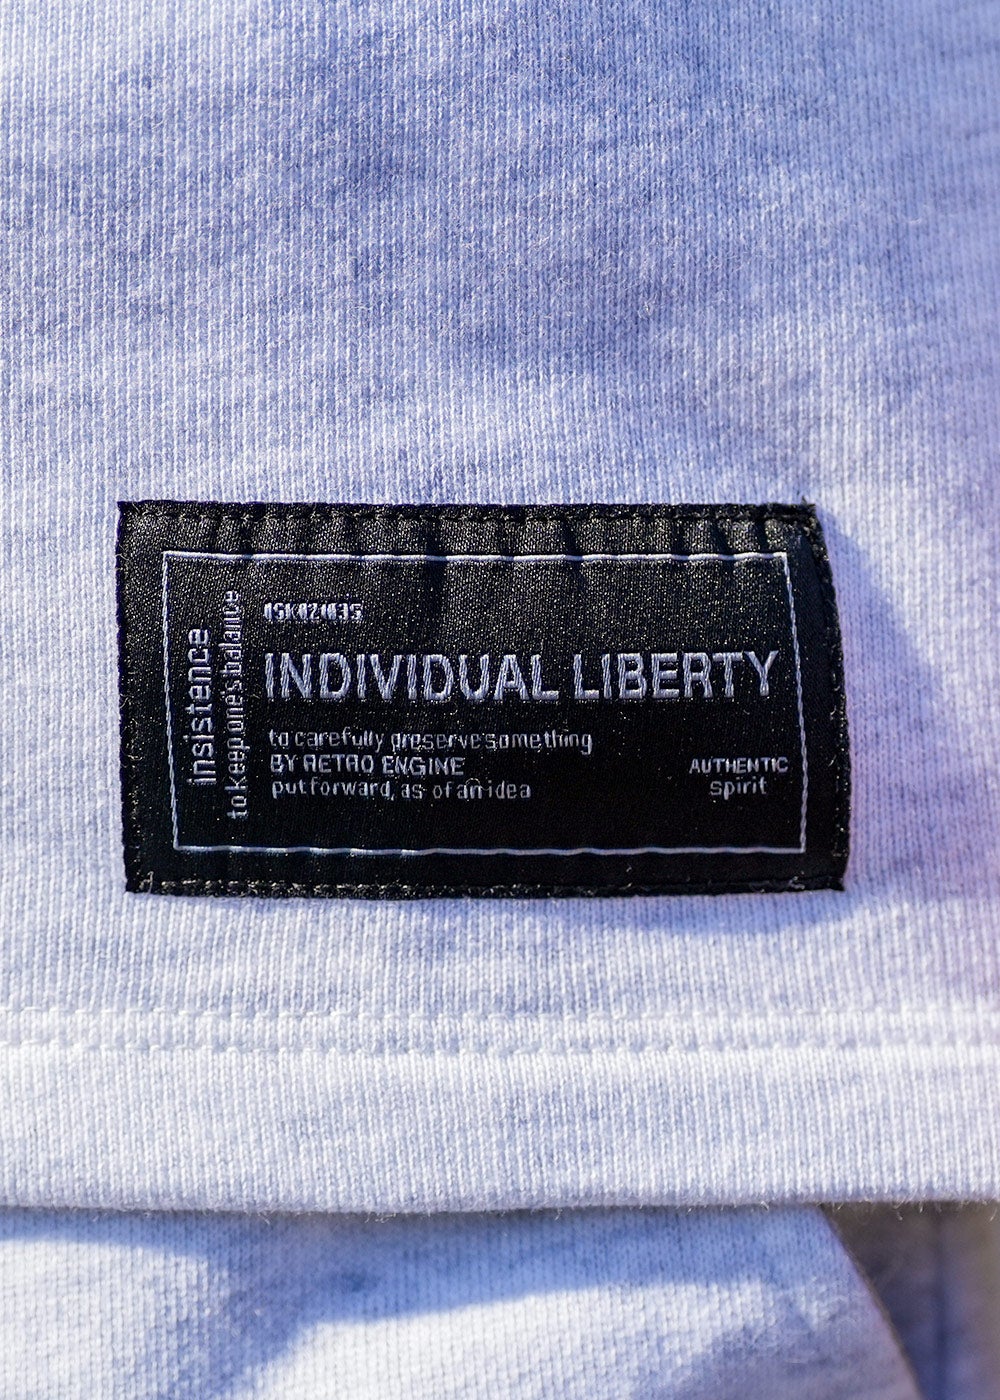 insistence
to keep one's balance
INDIVIDUAL LIBERTY
to carefully preserve something
BY RETRO ENGINE
put forward, as of an idea
AUTHENTIC
spirit